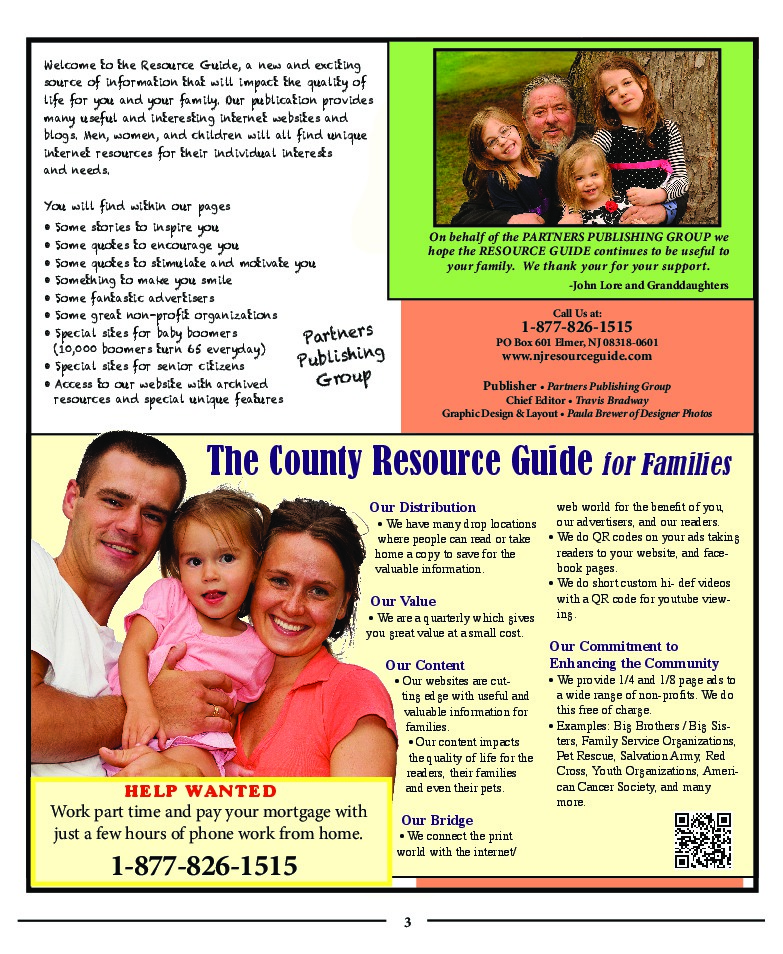 Welcome to the Resource Guide, a new and exciting
source of information that will impact the quality of
life for you and your family. Our publication provides
many useful and interesting internet websites and
blogs. Men, women, and children will all find unique
internet resources for their individual interests
and needs.
You will find within our pages
• Some stories to inspire you
• Some quotes to encourage you
• Some quotes to stimulate and motivate you
• Something to make you smile
• Some fantastic advertisers
• Some great non-profit organizations
• Special sites for baby boomers
(10,000 boomers turn 65 everyday)
• Special sites for senior citizens
• Access to our website with archived
resources and special unique features
Partners
Publishing
Group
On behalf of the PARTNERS PUBLISHING GROUP we
hope the RESOURCE GUIDE continues to be useful to
your family. We thank your for your support.
-John Lore and Granddaughters
Call Us at:
1-877-826-1515
PO Box 601 Elmer, NJ 08318-0601
www.njresourceguide.com
Publisher • Partners Publishing Group
Chief Editor • Travis Bradway
Graphic Design & Layout • Paula Brewer of Designer Photos
The County Resource Guide for Families
Our Distribution
• We have many drop locations
where people can read or take
home a copy to save for the
valuable information.
Our Value
• We are a quarterly which gives
you great value at a small cost.
Our Content
• Our websites are cut-
ting edge with useful and
valuable information for
families.
• Our content impacts
the quality of life for the
readers, their families
and even their pets.
Our Bridge
• We connect the print
world with the internet/
web world for the benefit of you,
our advertisers, and our readers.
• We do QR codes on your ads taking
readers to your website, and face-
book pages.
• We do short custom hi- def videos
with a QR code for youtube view-
ing.
Our Commitment to
Enhancing the Community
• We provide 1/4 and 1/8 page ads to
a wide range of non-profits. We do
this free of charge.
• Examples: Big Brothers / Big Sis-
ters, Family Service Organizations,
Pet Rescue, Salvation Army, Red
Cross, Youth Organizations, Ameri-
can Cancer Society, and many
more.
HELP WANTED
Work part time and pay your mortgage with
just a few hours of phone work from home.
1-877-826-1515
3